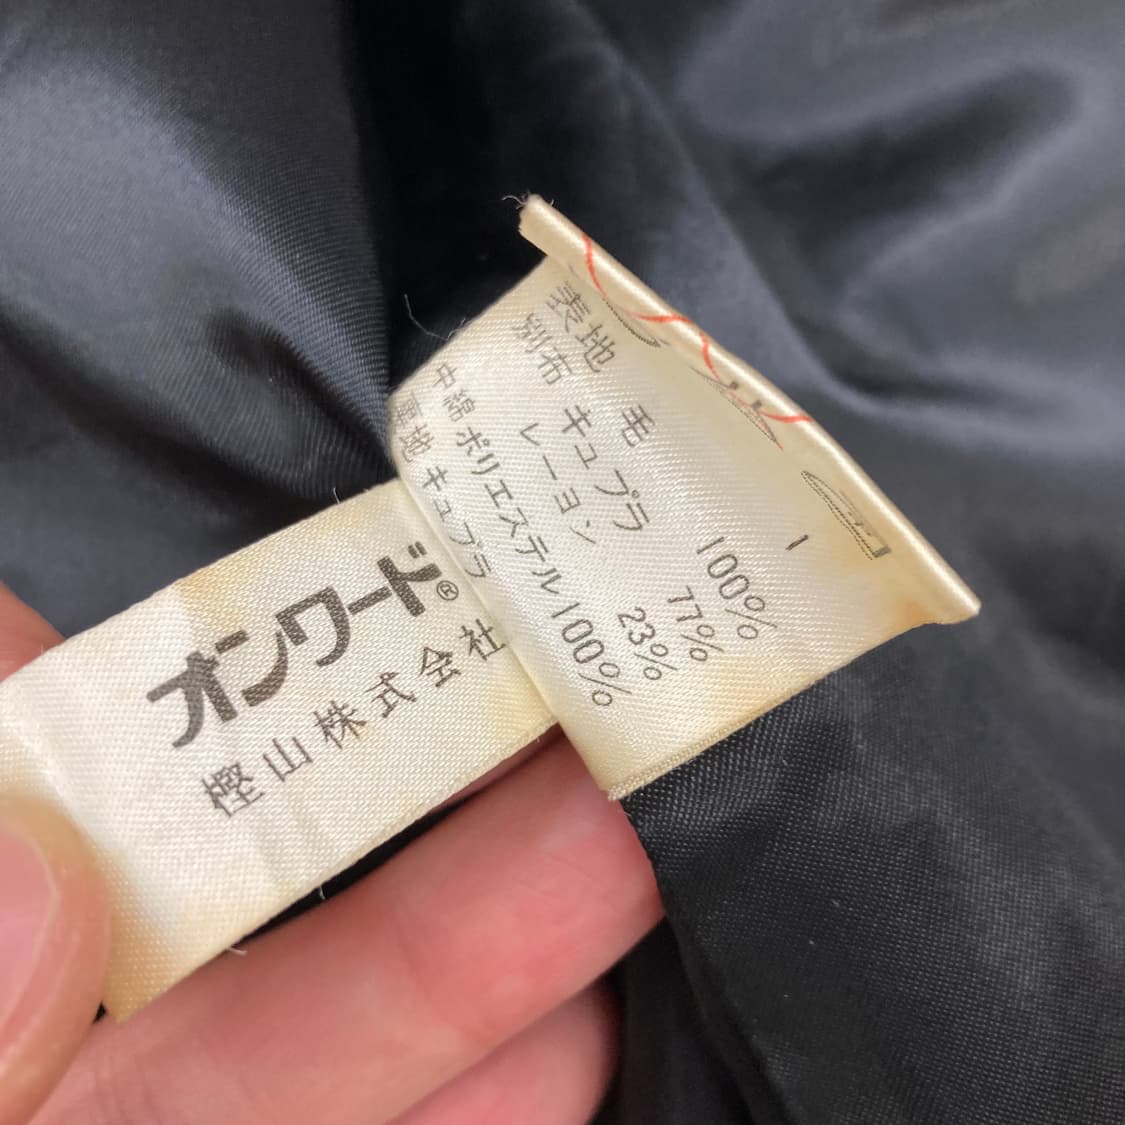 表地 毛 100%
別布 キュプラ 77%
レーヨン 23%
中綿 ポリエステル 100%
裏地 キュプラ
オンワード®
樫山株式会社